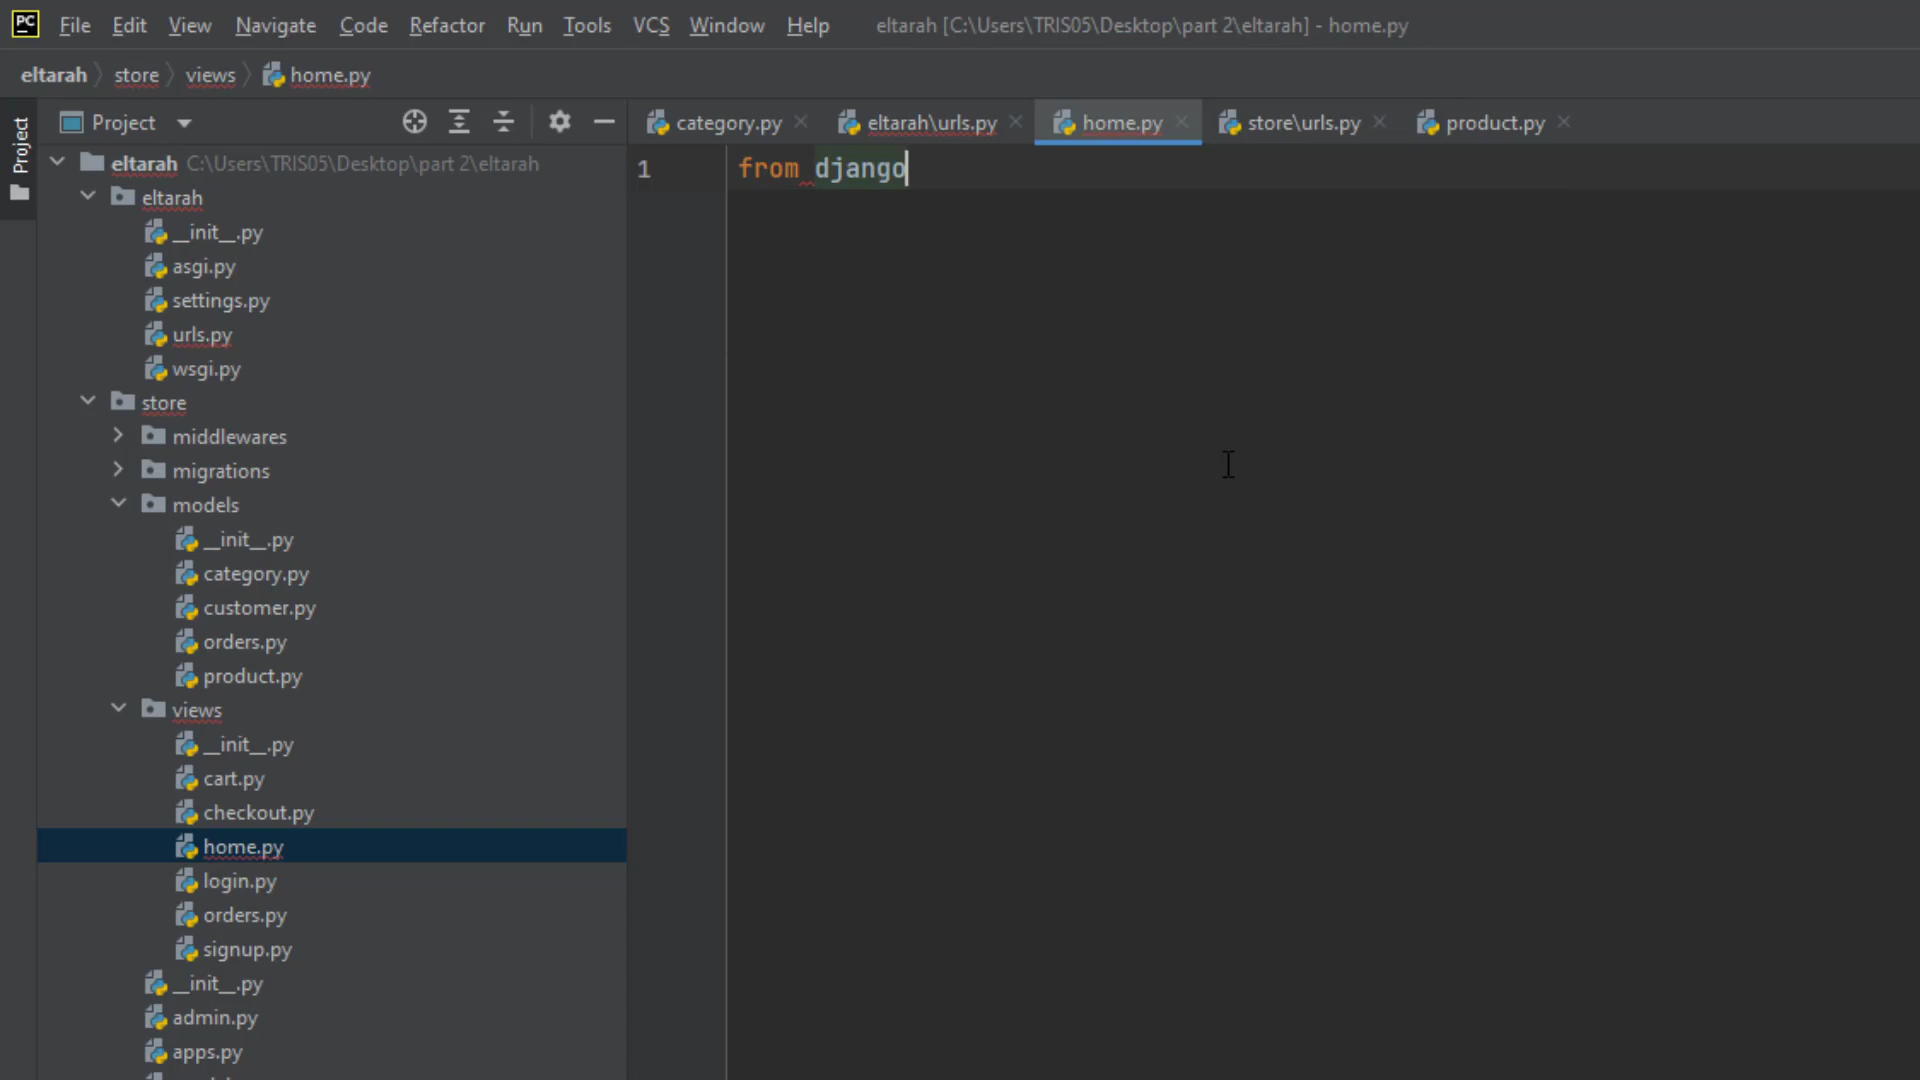 PC File Edit View Navigate Code Refactor Run Tools VCS Window Help eltarah [C:\Users\TRIS05\Desktop\part 2\eltarah] - home.py
eltarah store views home.py
Project
Project
category.py eltarah\urls.py home.py store\urls.py product.py
eltarah C:\Users\TRIS05\Desktop\part 2\eltarah
1 from django
eltarah
__init__.py
asgi.py
settings.py
urls.py
wsgi.py
store
middlewares
migrations
models
__init__.py
category.py
customer.py
orders.py
product.py
views
__init__.py
cart.py
checkout.py
home.py
login.py
orders.py
signup.py
__init__.py
admin.py
apps.py